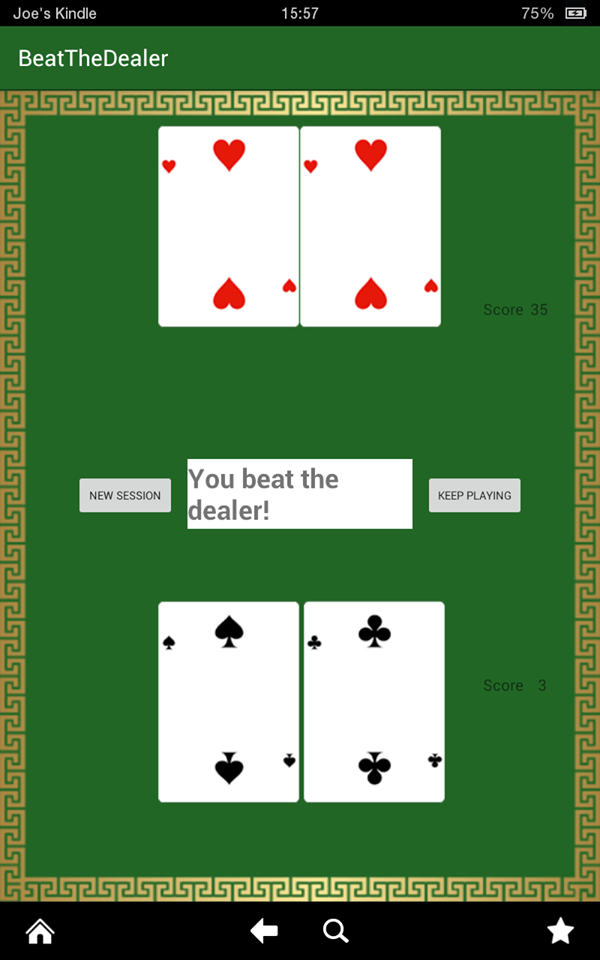 Joe's Kindle 15:57 75%
BeatTheDealer
Score 35
You beat the
dealer!
NEW SESSION
KEEP PLAYING
Score 3